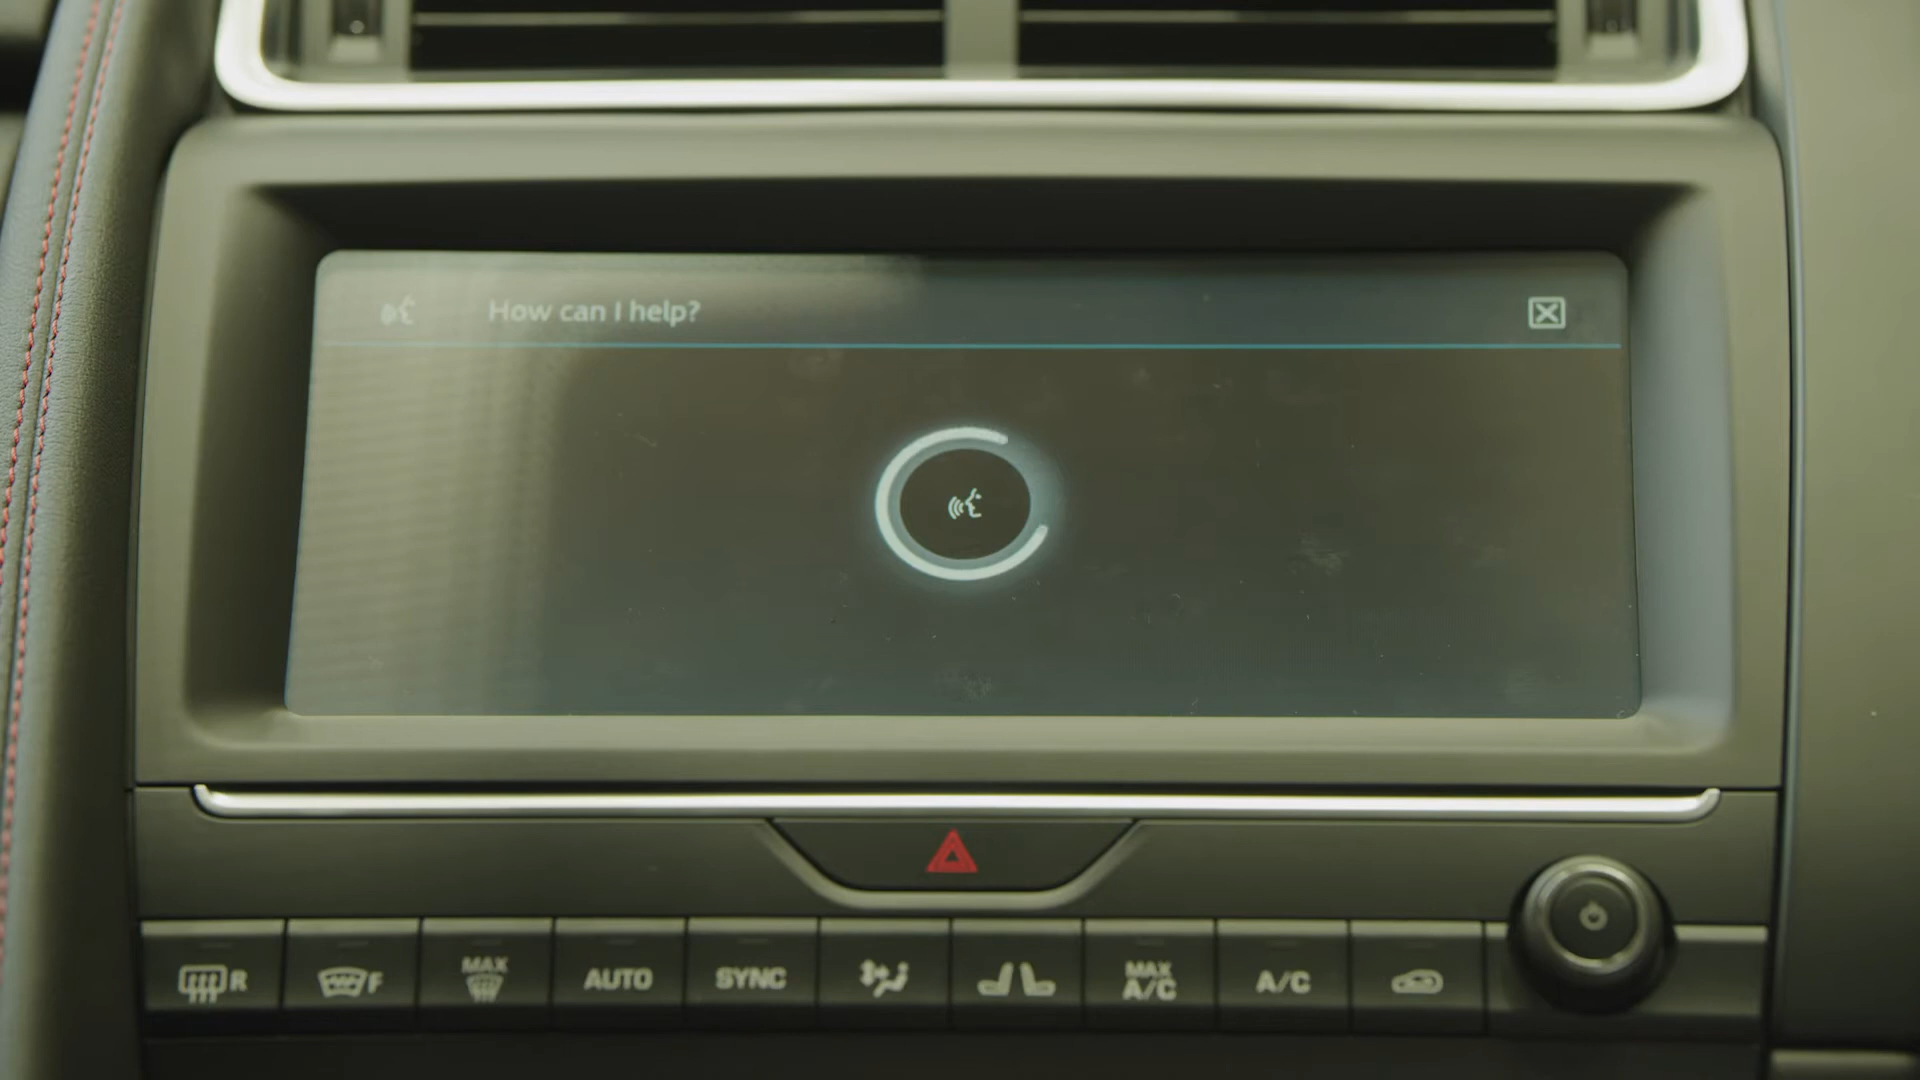 How can I help?
R
F
MAX
AUTO
SYNC
MAX
A/C
A/C